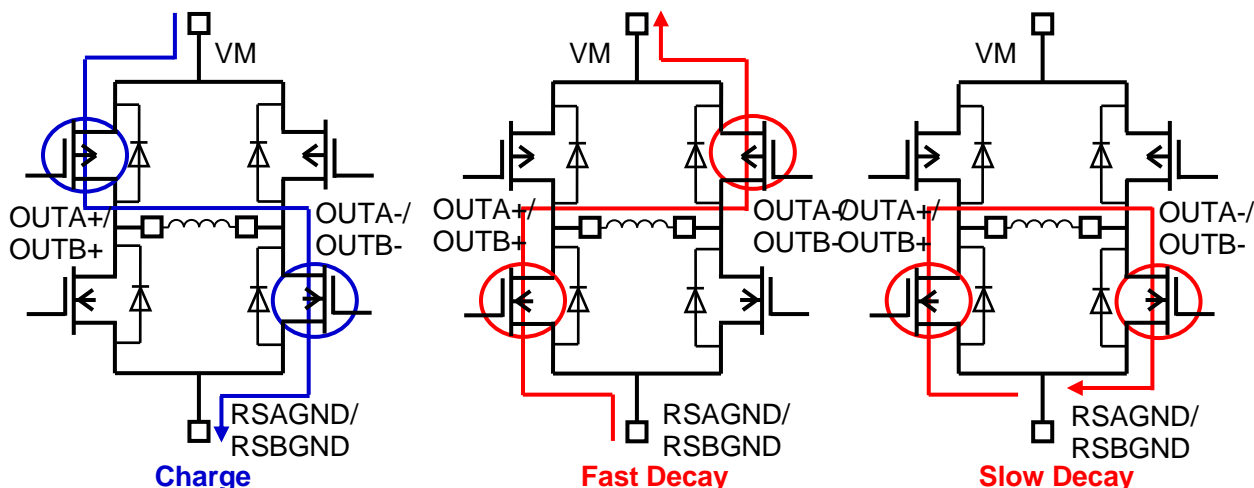 VM
OUTA+/
OUTB+
OUTA-/
OUTB-
RSAGND/
RSBGND
Charge
VM
OUTA+/
OUTB+
OUTA-/
OUTB-
RSAGND/
RSBGND
Fast Decay
VM
OUTA+/
OUTB+
OUTA-/
OUTB-
RSAGND/
RSBGND
Slow Decay